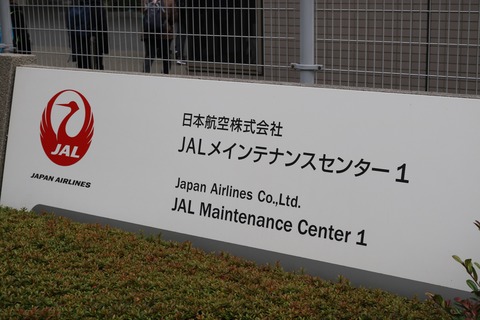 JAL
JAPAN AIRLINES
日本航空株式会社
JALメインテナンスセンター1
Japan Airlines Co.,Ltd.
JAL Maintenance Center 1